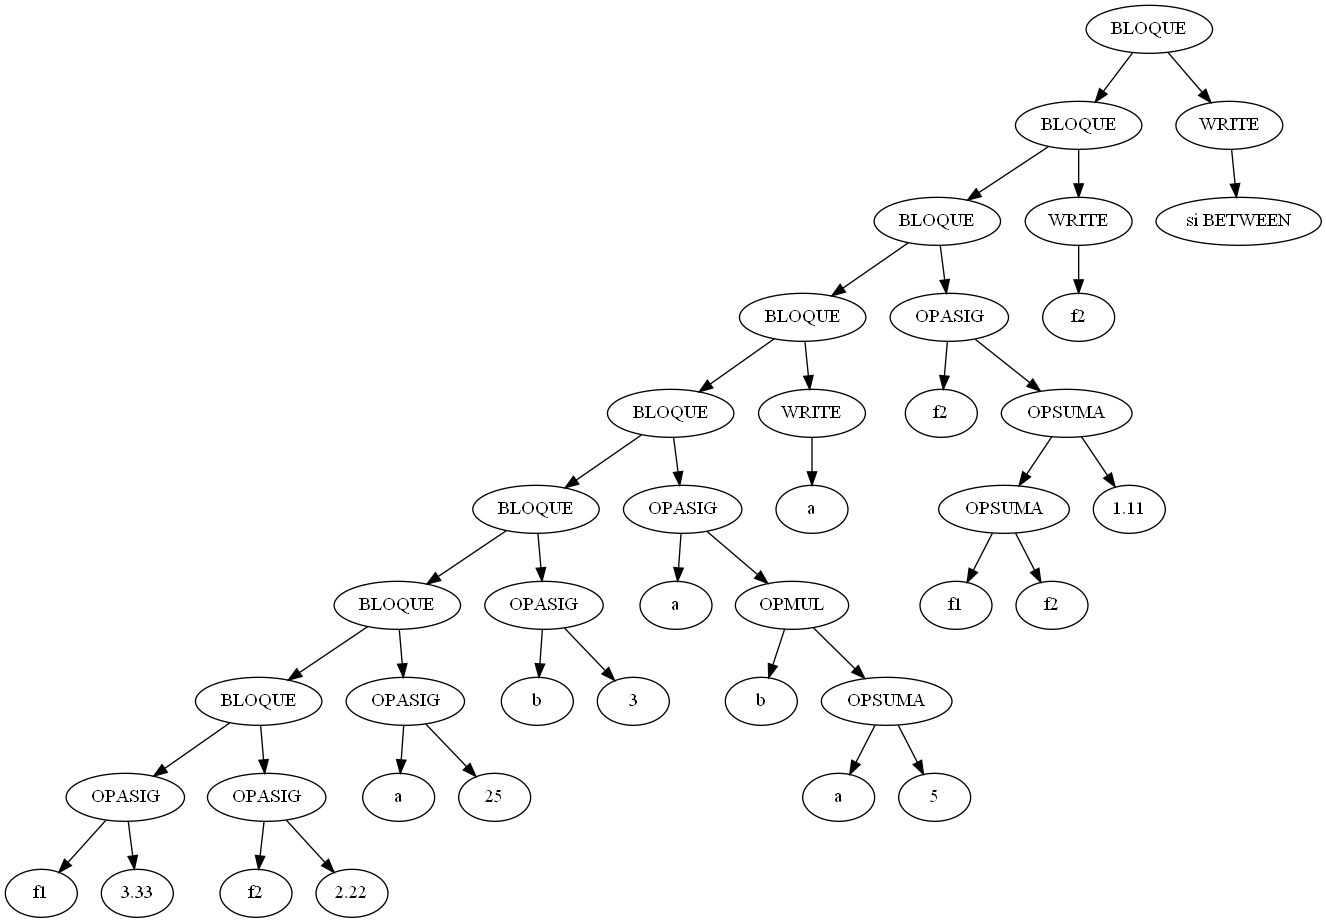 BLOQUE
BLOQUE WRITE
BLOQUE WRITE si BETWEEN
BLOQUE OPASIG f2
BLOQUE WRITE f2 OPSUMA
BLOQUE OPASIG a OPSUMA 1.11
BLOQUE OPASIG a OPMUL f1 f2
BLOQUE OPASIG b 3 b OPSUMA
OPASIG OPASIG a 25 a 5
f1 3.33 f2 2.22